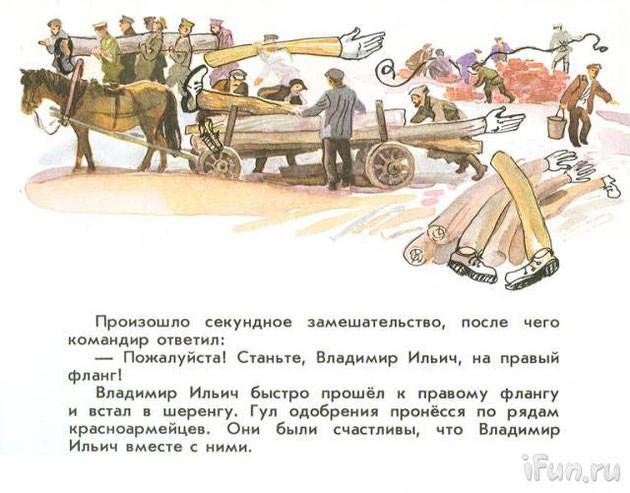 Произошло секундное замешательство, после чего
командир ответил:
— Пожалуйста! Станьте, Владимир Ильич, на правый
фланг!
Владимир Ильич быстро прошёл к правому флангу
и встал в шеренгу. Гул одобрения пронёсся по рядам
красноармейцев. Они были счастливы, что Владимир
Ильич вместе с ними.
iFun.ru